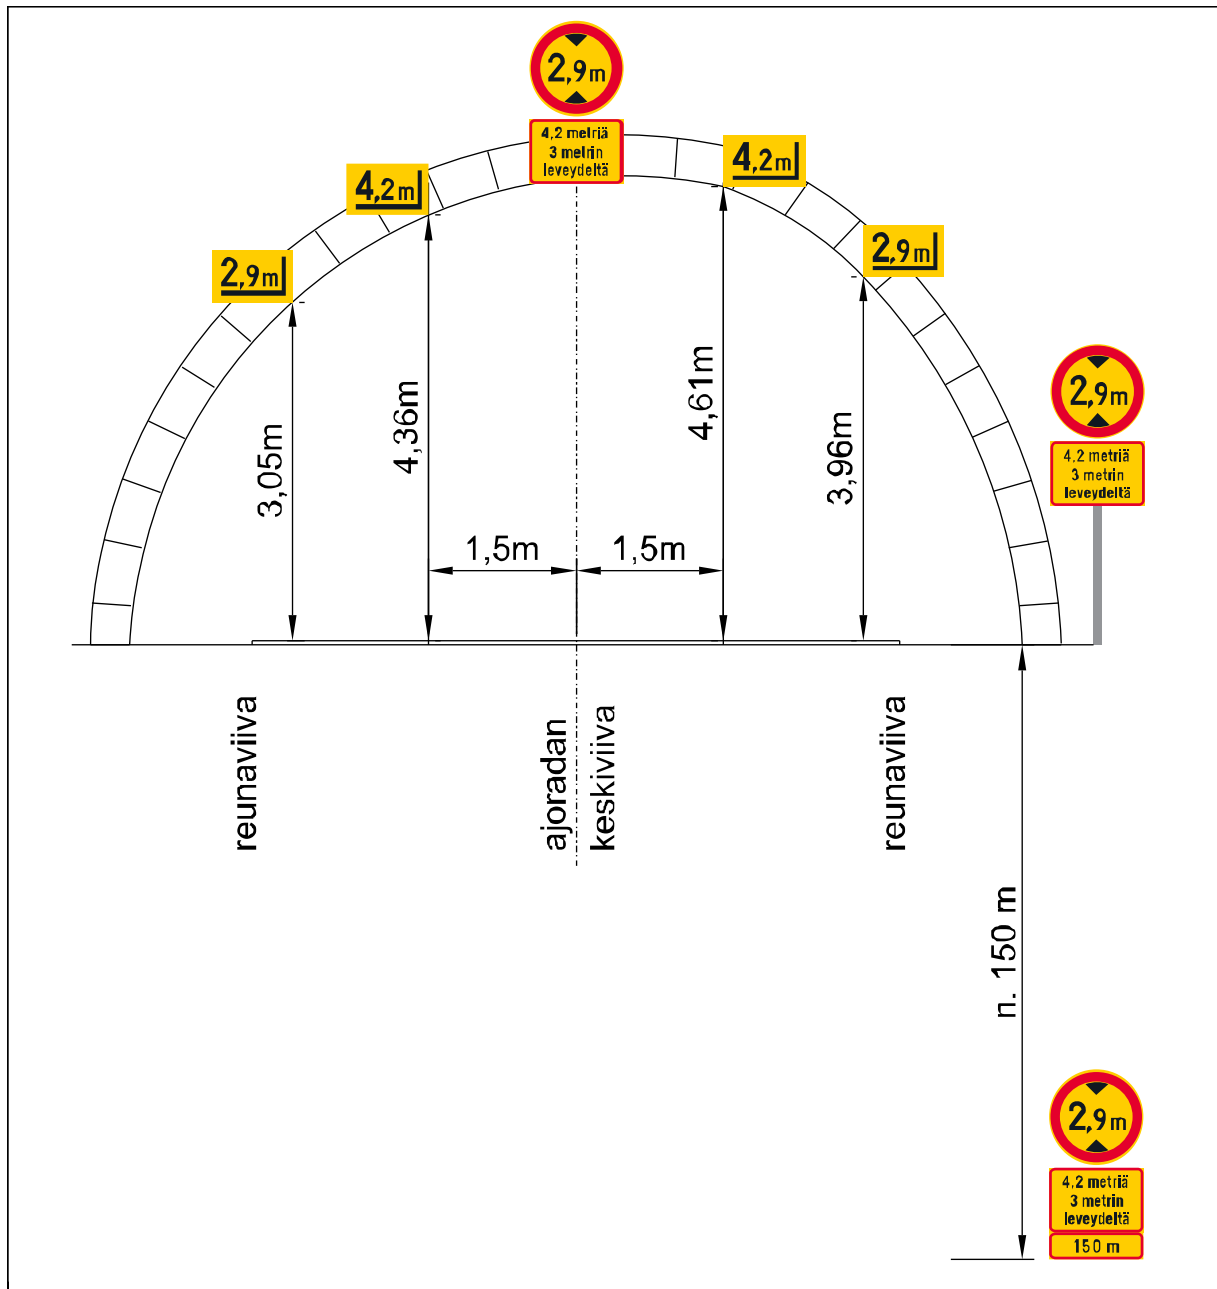 2,9m
4,2 metriä
3 metrin
leveydeltä
4,2m
4,2m
2,9m
2,9m
3,05m
4,36m
4,61m
3,96m
1,5m
1,5m
2,9m
4,2 metriä
3 metrin
leveydeltä
reunaviiva
ajoradan
keskiviiva
reunaviiva
n. 150 m
2,9m
4,2 metriä
3 metrin
leveydeltä
150 m